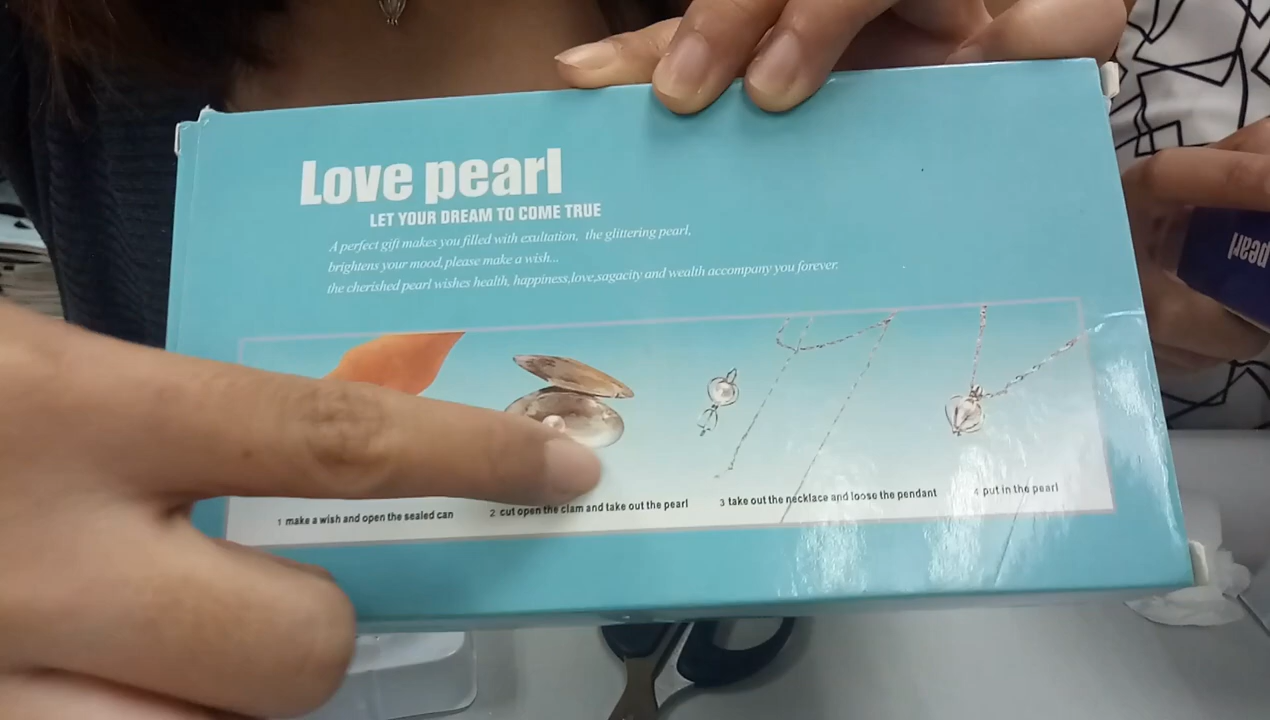 Love pearl
LET YOUR DREAM TO COME TRUE
A perfect gift makes you filled with exultation, the glittering pearl,
brightens your mood, please make a wish...
the cherished pearl wishes health, happiness,love,sagacity and wealth accompany you forever.
1 make a wish and open the sealed can
2 cut open the clam and take out the pearl
3 take out the necklace and loose the pendant
4 put in the pearl
pearl